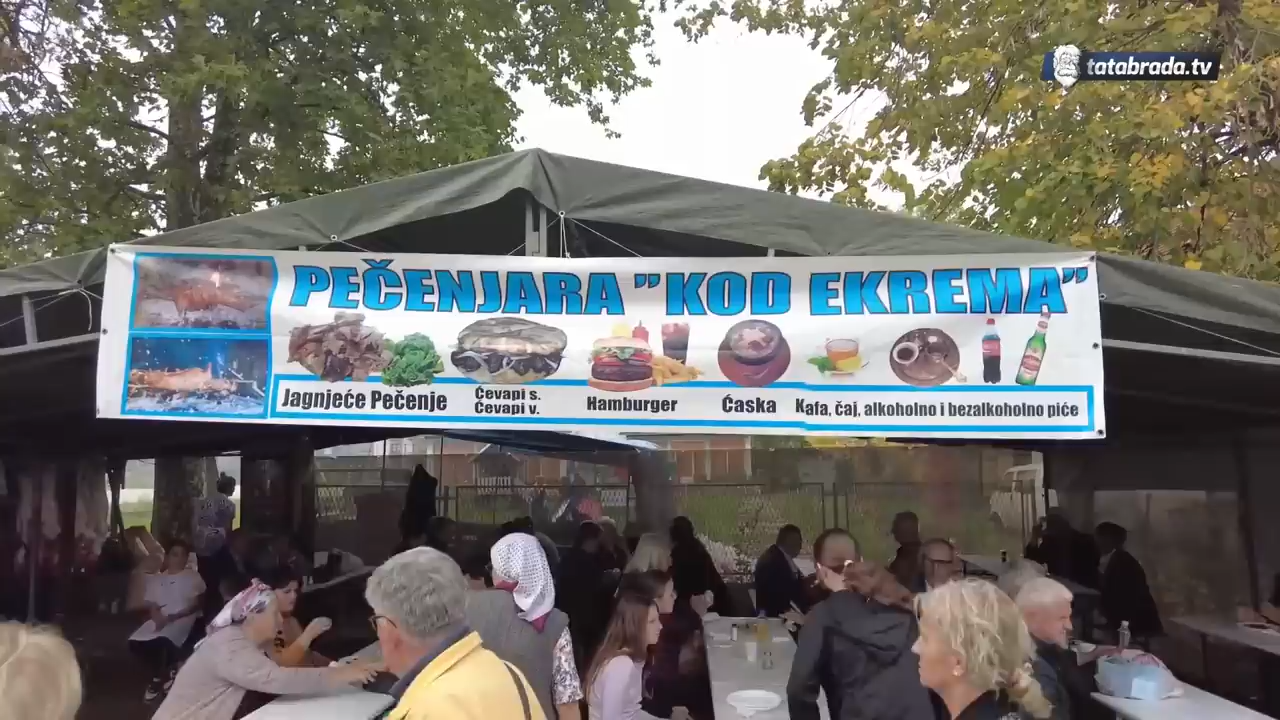 tatabrada.tv
PEČENJARA "KOD EKREMA"
Jagnjeće Pečenje
Ćevapi s.
Ćevapi v.
Hamburger
Ćaska
Kafa, čaj, alkoholno i bezalkoholno piće